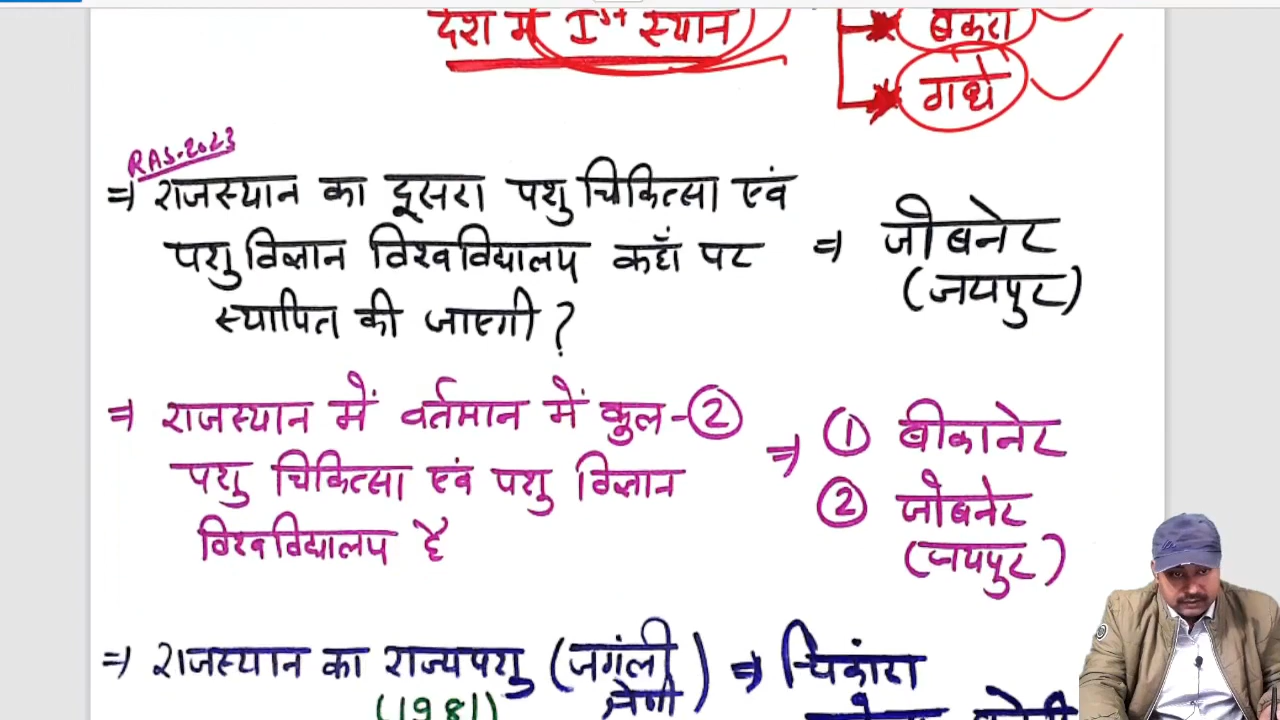 देश में Ist स्थान
बकरा
गधे
RAS-2023
⇒ राजस्थान का दूसरा पशु चिकित्सा एवं
पशु विज्ञान विश्वविद्यालय कहाँ पर
स्थापित की जाएगी?
⇒ जोबनेर
(जयपुर)
⇒ राजस्थान में वर्तमान में कुल-②
पशु चिकित्सा एवं पशु विज्ञान
विश्वविद्यालय है
⇒ ① बीकानेर
② जोबनेर
(जयपुर)
⇒ राजस्थान का राज्यपशु (जगंली श्रेणी) ⇒ चिकांरा
(1981)